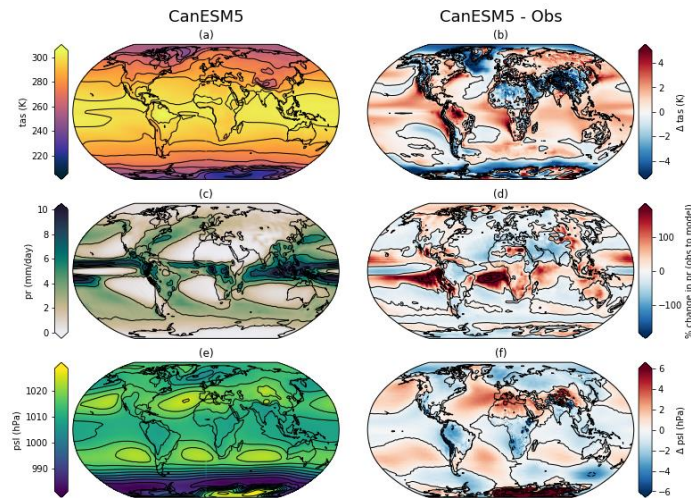 CanESM5
CanESM5 - Obs
(a)
(b)
300
280
260
240
220
tas (K)
4
2
0
−2
−4
Δ tas (K)
(c)
(d)
10
8
6
4
2
0
pr (mm/day)
100
0
−100
% change in pr (obs to model)
(e)
(f)
1020
1010
1000
990
psl (hPa)
6
4
2
0
−2
−4
−6
Δ psl (hPa)